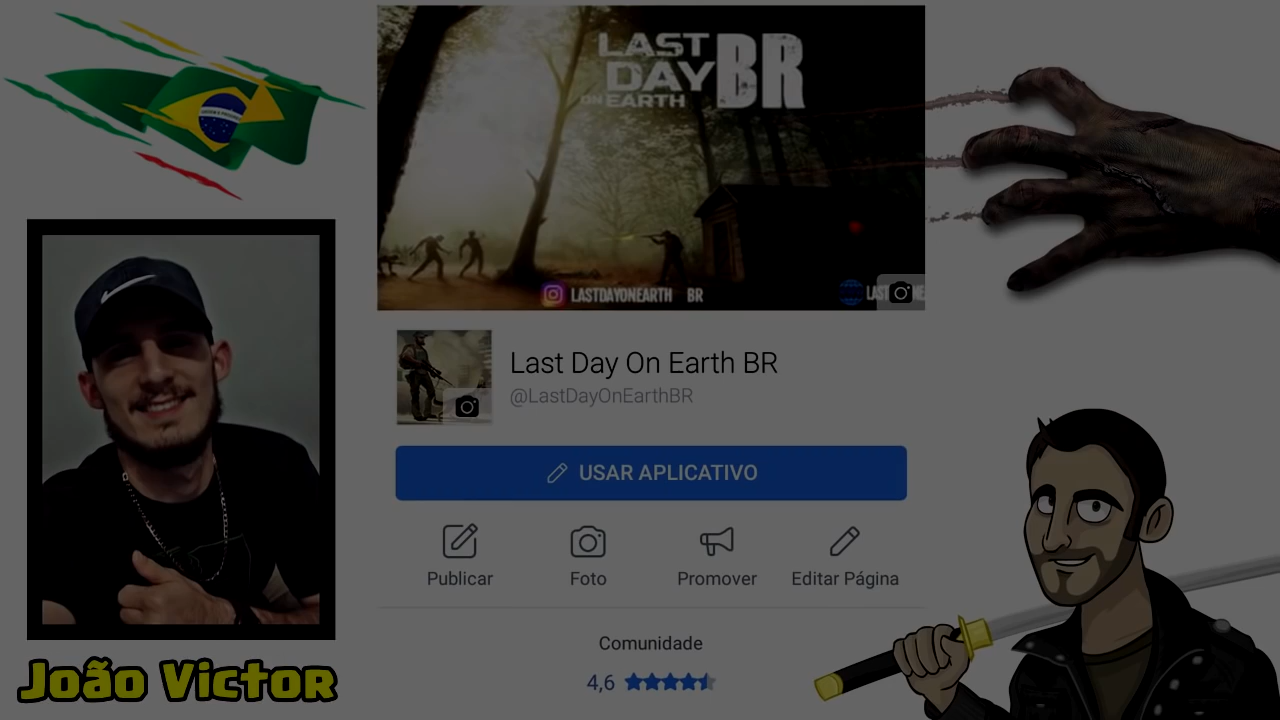 LAST
DAY
ON EARTH
BR
LASTDAYONEARTH BR
LAST
Last Day On Earth BR
@LastDayOnEarthBR
USAR APLICATIVO
Publicar
Foto
Promover
Editar Página
Comunidade
4,6
João Victor